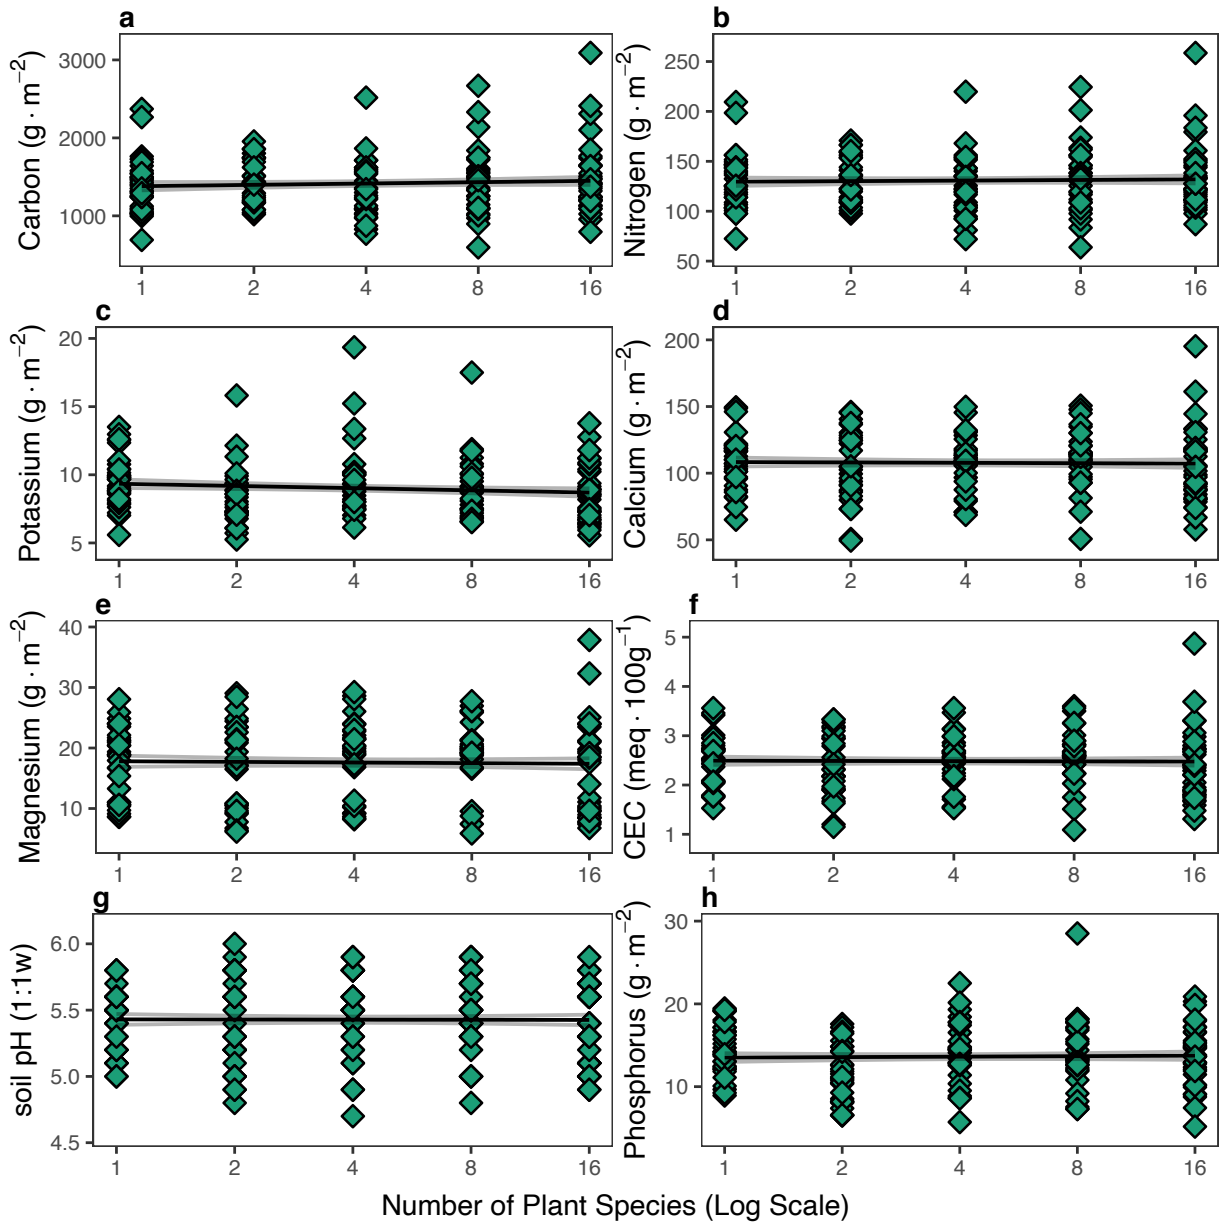 a
Carbon (g · m⁻²)
3000
2000
1000
1 2 4 8 16
b
Nitrogen (g · m⁻²)
250
200
150
100
50
1 2 4 8 16
c
Potassium (g · m⁻²)
20
15
10
5
1 2 4 8 16
d
Calcium (g · m⁻²)
200
150
100
50
1 2 4 8 16
e
Magnesium (g · m⁻²)
40
30
20
10
1 2 4 8 16
f
CEC (meq · 100g⁻¹)
5
4
3
2
1
1 2 4 8 16
g
soil pH (1:1w)
6.0
5.5
5.0
4.5
1 2 4 8 16
h
Phosphorus (g · m⁻²)
30
20
10
1 2 4 8 16
Number of Plant Species (Log Scale)